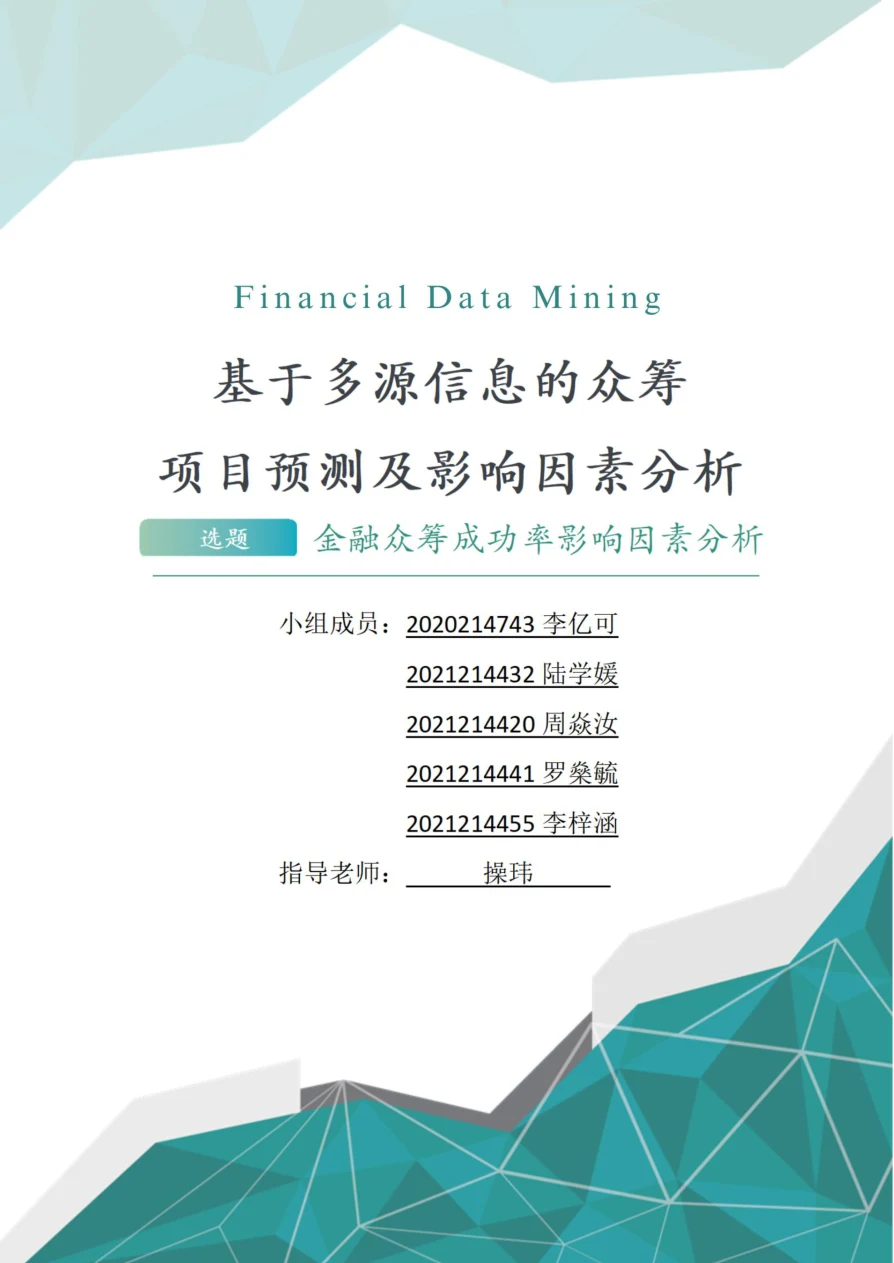 Financial Data Mining
基于多源信息的众筹
项目预测及影响因素分析
选题 金融众筹成功率影响因素分析
小组成员：2020214743 李亿可
2021214432 陆学媛
2021214420 周焱汝
2021214441 罗燊毓
2021214455 李梓涵
指导老师：操玮